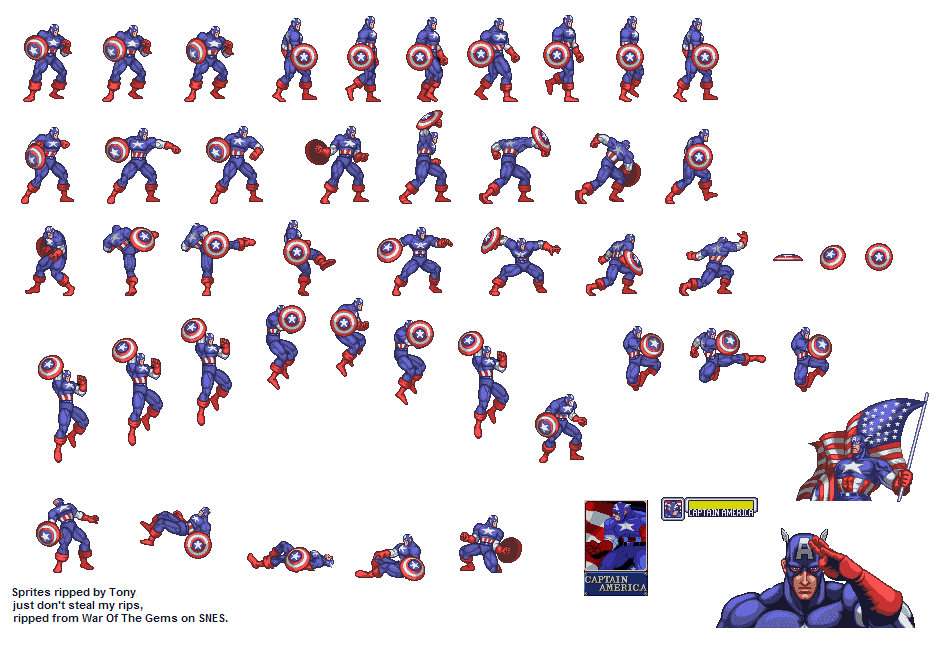 CAPTAIN AMERICA
CAPTAIN
AMERICA
A
Sprites ripped by Tony
just don't steal my rips,
ripped from War Of The Gems on SNES.